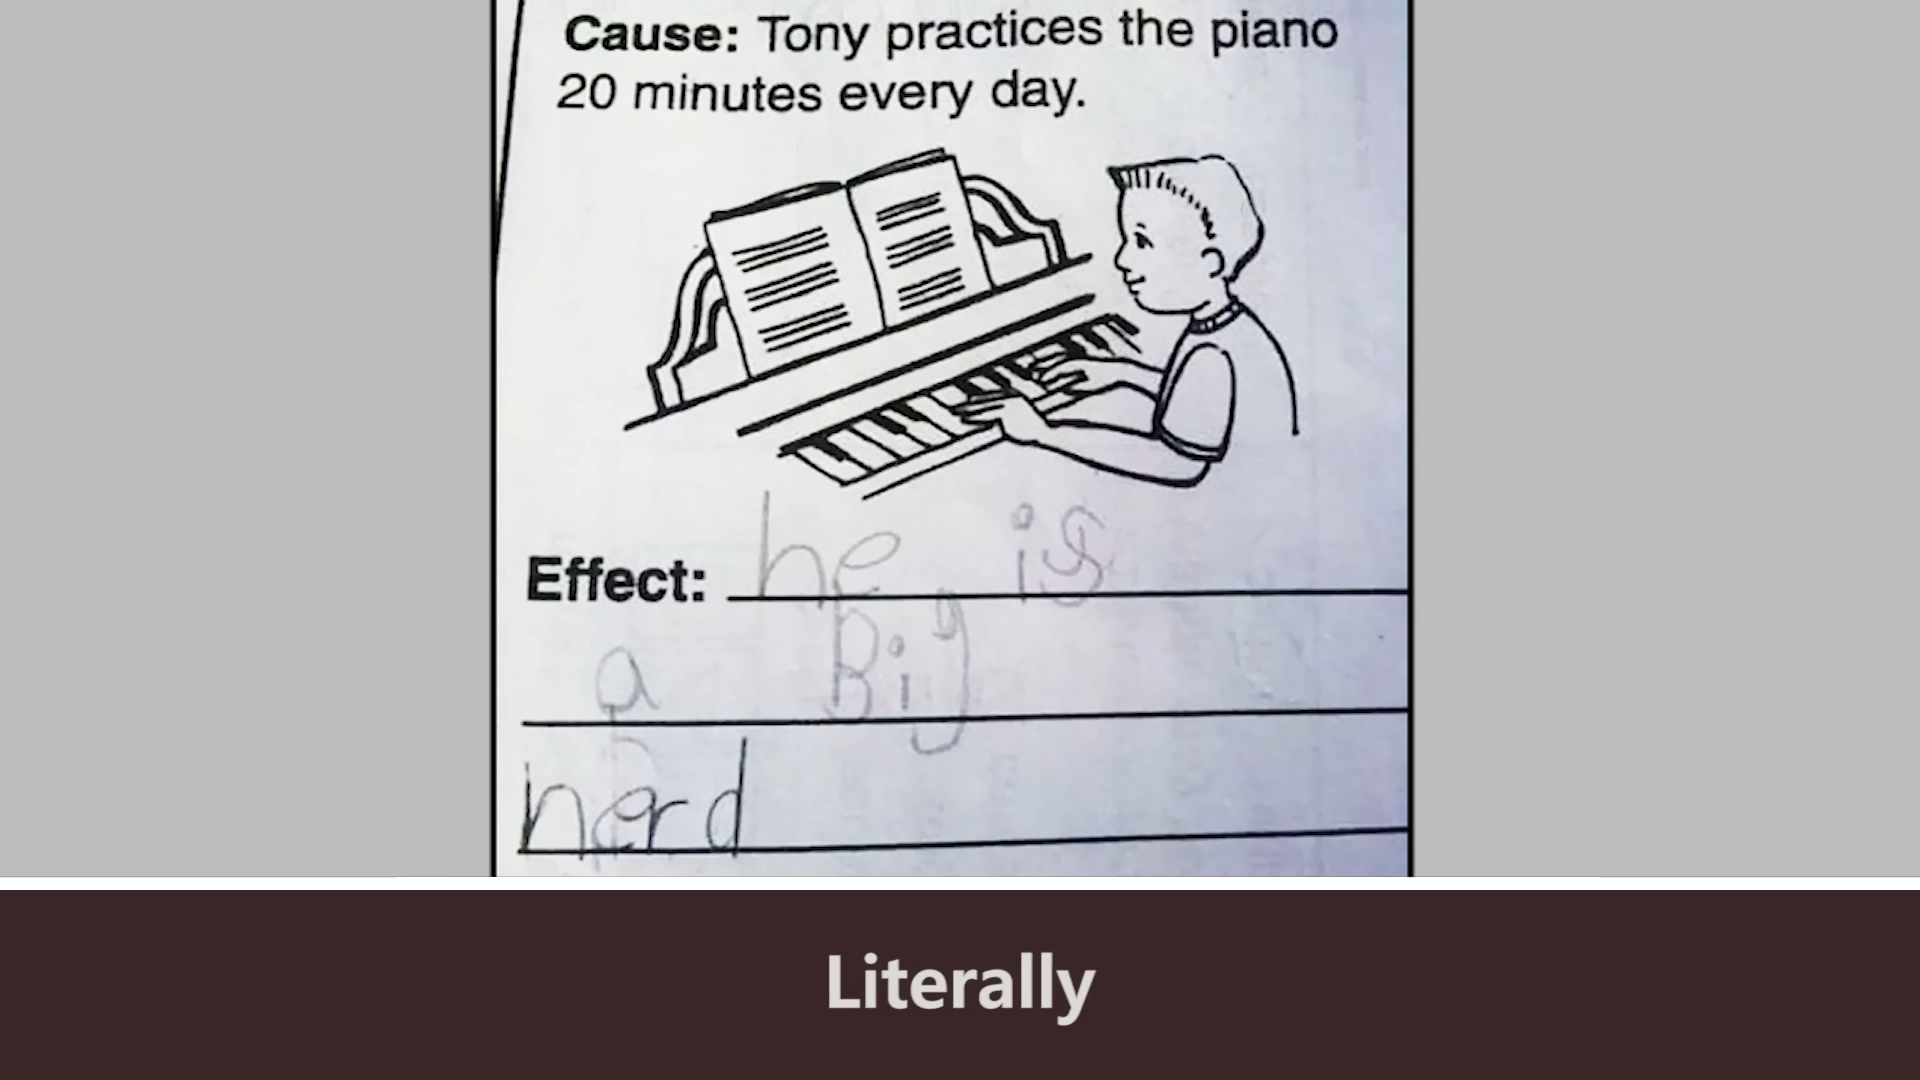 Cause: Tony practices the piano
20 minutes every day.
Effect: he is
a Big
nerd
Literally